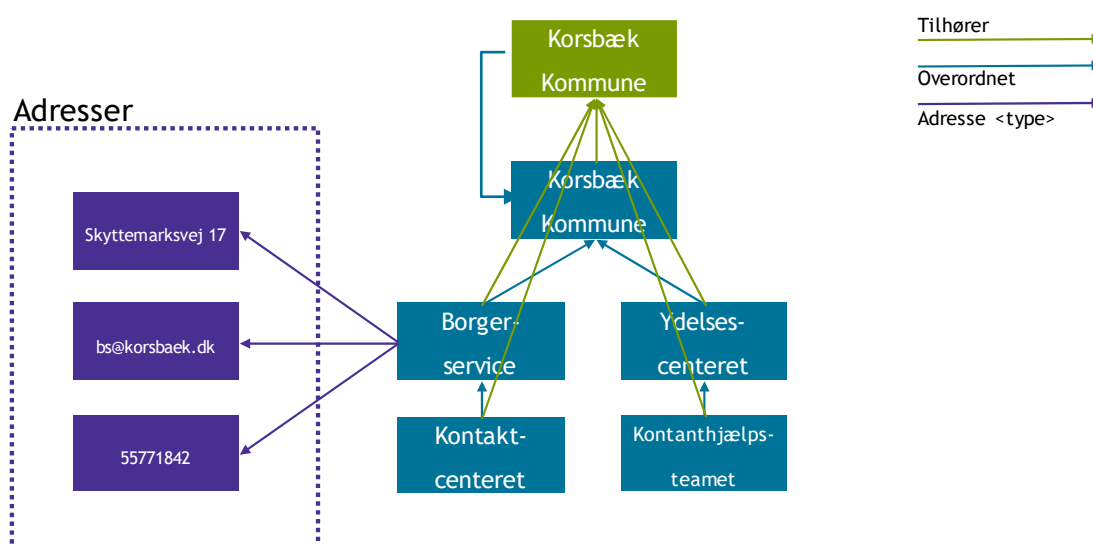 Korsbæk
Kommune
Tilhører
Overordnet
Adresse <type>
Adresser
Korsbæk
Kommune
Skyttemarksvej 17
bs@korsbaek.dk
55771842
Borger-
service
Ydelses-
centeret
Kontakt-
centeret
Kontanthjælps-
teamet